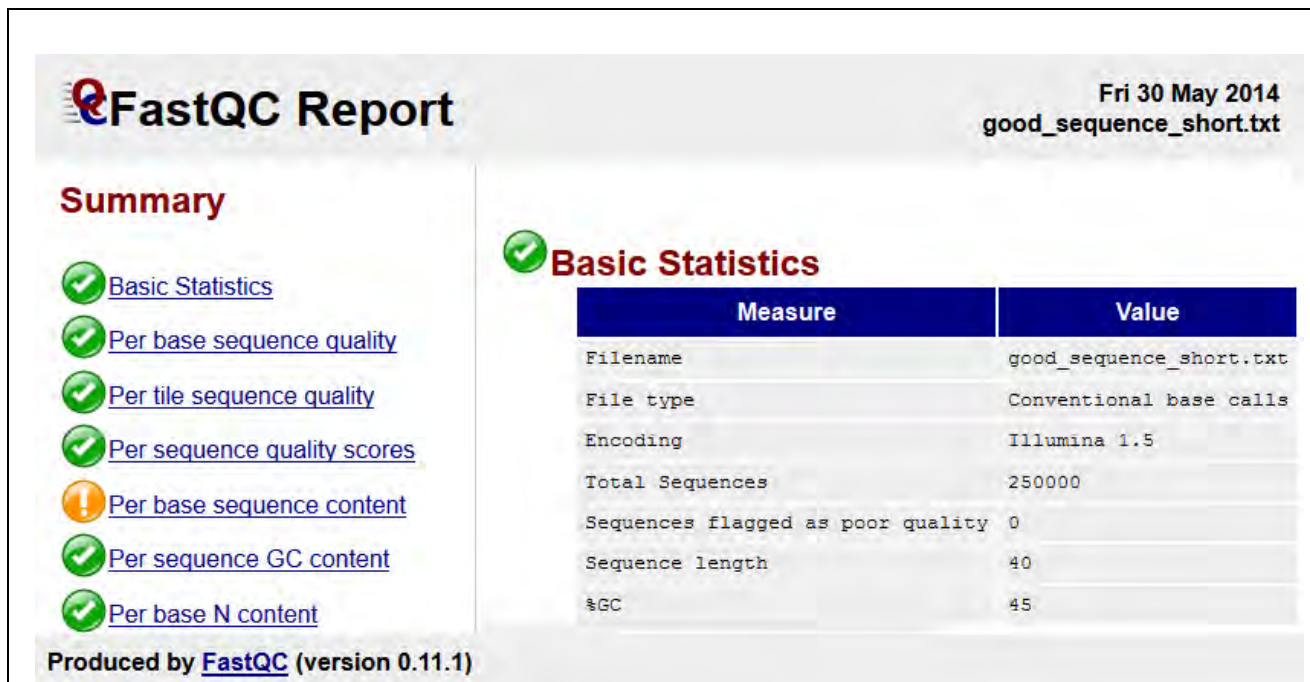 FastQC Report
Fri 30 May 2014
good_sequence_short.txt
Summary
Basic Statistics
Per base sequence quality
Per tile sequence quality
Per sequence quality scores
Per base sequence content
Per sequence GC content
Per base N content
Basic Statistics
Measure Value
Filename good_sequence_short.txt
File type Conventional base calls
Encoding Illumina 1.5
Total Sequences 250000
Sequences flagged as poor quality 0
Sequence length 40
%GC 45
Produced by FastQC (version 0.11.1)